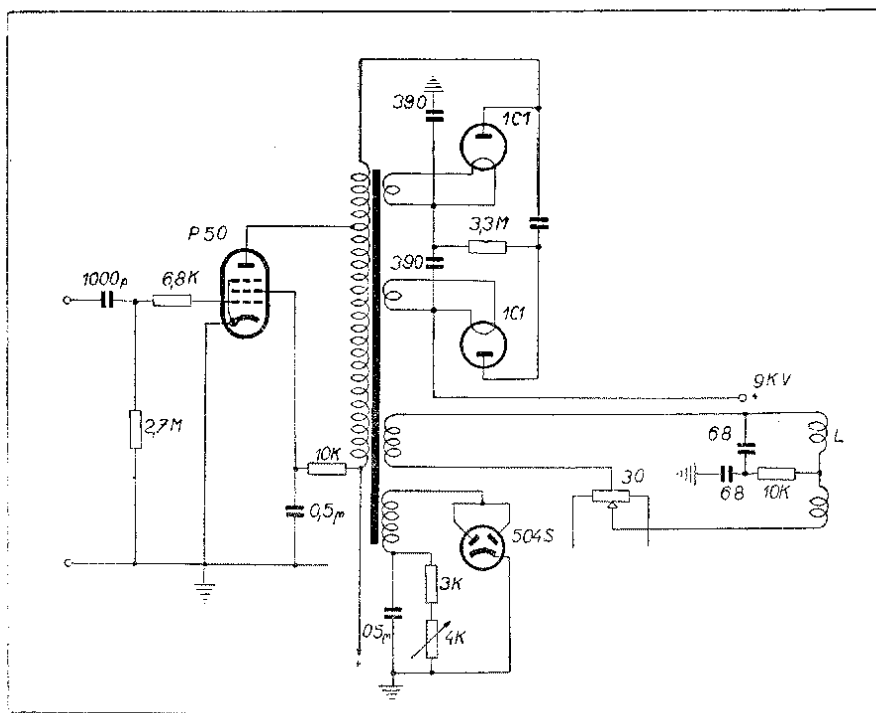 390
1C1
P50
3,3M
1000p
6,8K
390
1C1
9KV
+
2,7M
68
L
10K
30
68
10K
0,5µ
504S
3K
05µ
4K
+